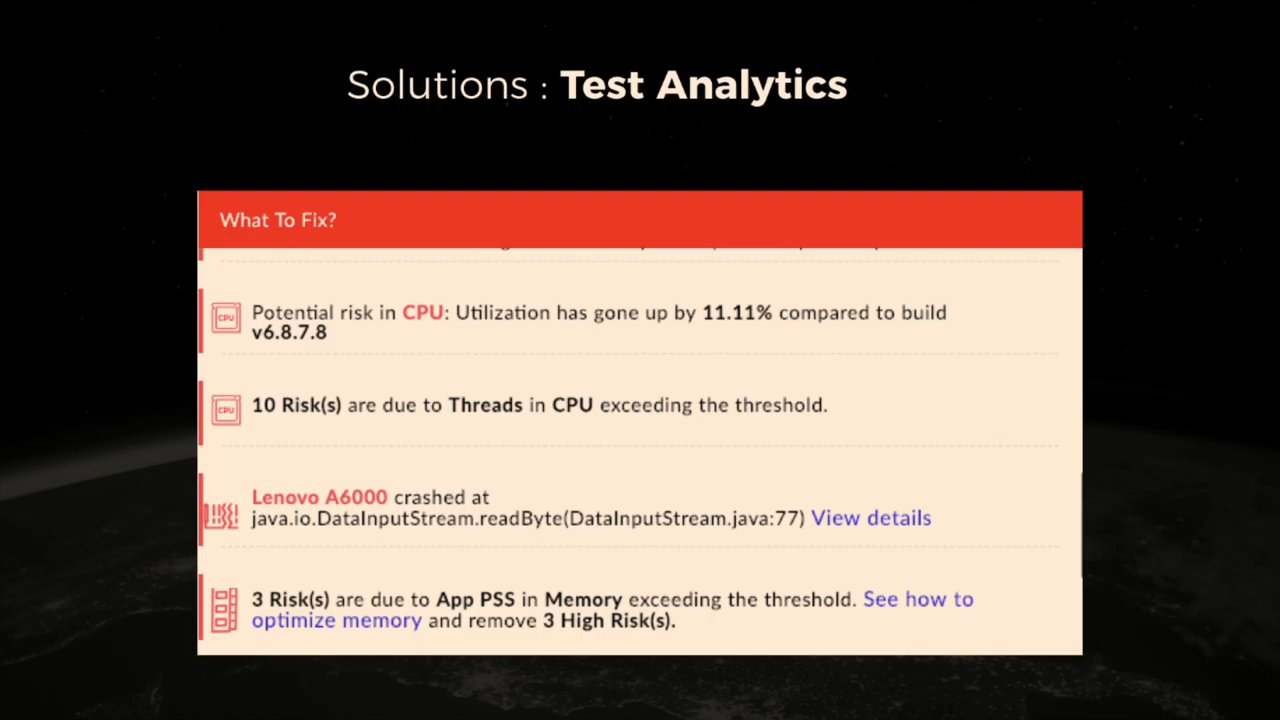 Solutions : Test Analytics
What To Fix?
CPU
Potential risk in CPU: Utilization has gone up by 11.11% compared to build
v6.8.7.8
CPU
10 Risk(s) are due to Threads in CPU exceeding the threshold.
Lenovo A6000 crashed at
java.io.DataInputStream.readByte(DataInputStream.java:77) View details
3 Risk(s) are due to App PSS in Memory exceeding the threshold. See how to
optimize memory and remove 3 High Risk(s).